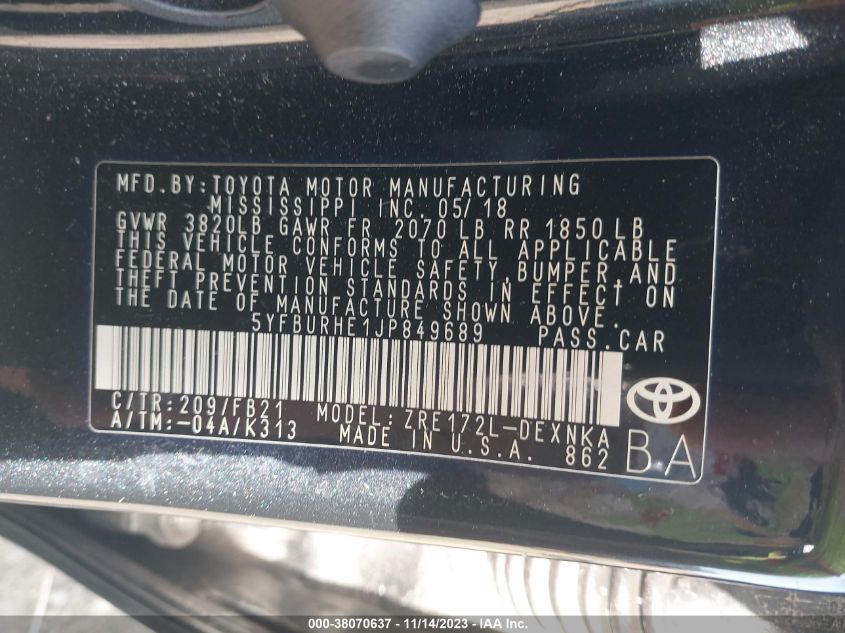 MFD.BY:TOYOTA MOTOR MANUFACTURING
MISSISSIPPI INC. 05/18
GVWR 3820LB GAWR FR 2070 LB RR 1850 LB
THIS VEHICLE CONFORMS TO ALL APPLICABLE
FEDERAL MOTOR VEHICLE SAFETY, BUMPER, AND
THEFT PREVENTION STANDARDS IN EFFECT ON
THE DATE OF MANUFACTURE SHOWN ABOVE.
5YFBURHE1JP849689 PASS.CAR
C/TR:209/FB21 MODEL:ZRE172L-DEXNKA
A/TM:-04A/K313 MADE IN U.S.A. 862
B.A
000-38070637 - 11/14/2023 - IAA Inc.